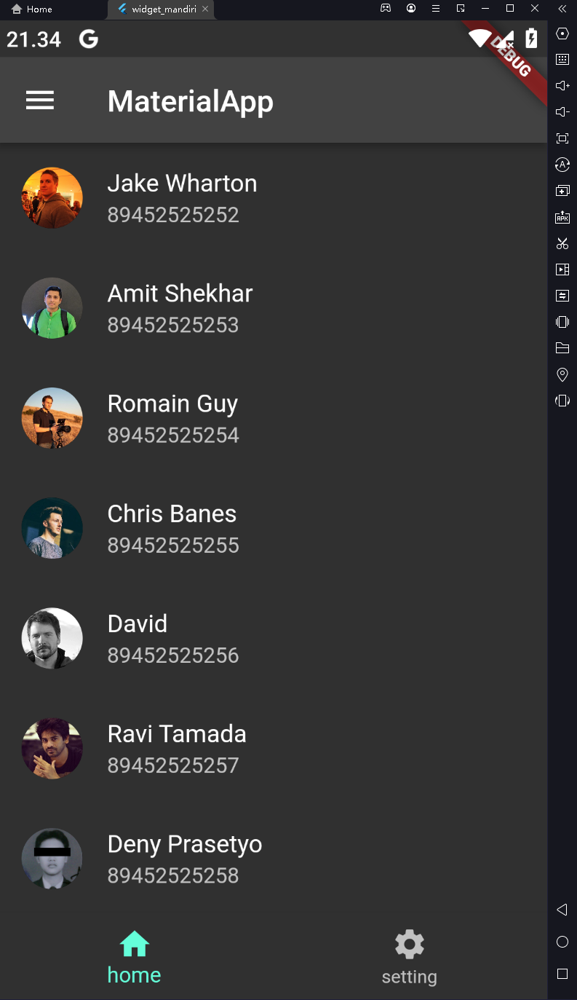 Home
widget_mandiri
21.34
G
DEBUG
MaterialApp
Jake Wharton
89452525252
Amit Shekhar
89452525253
Romain Guy
89452525254
Chris Banes
89452525255
David
89452525256
Ravi Tamada
89452525257
Deny Prasetyo
89452525258
home
setting
A
APK